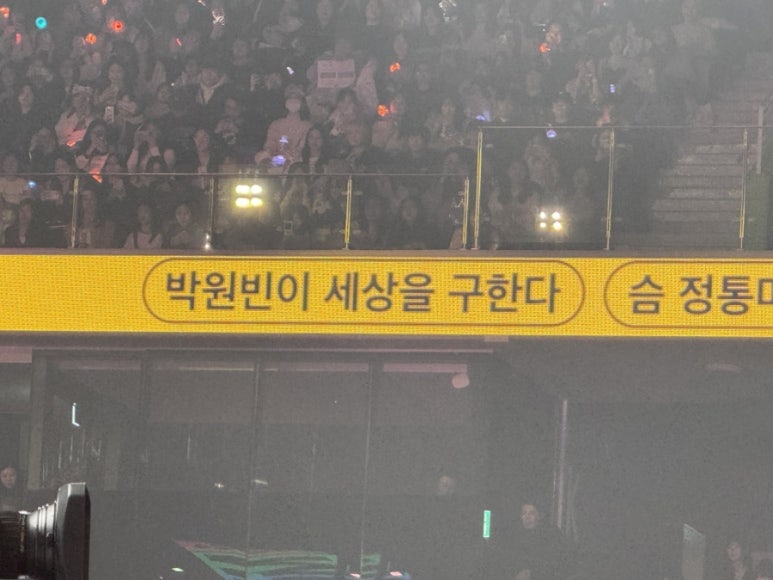 박원빈이 세상을 구한다
슴 정통